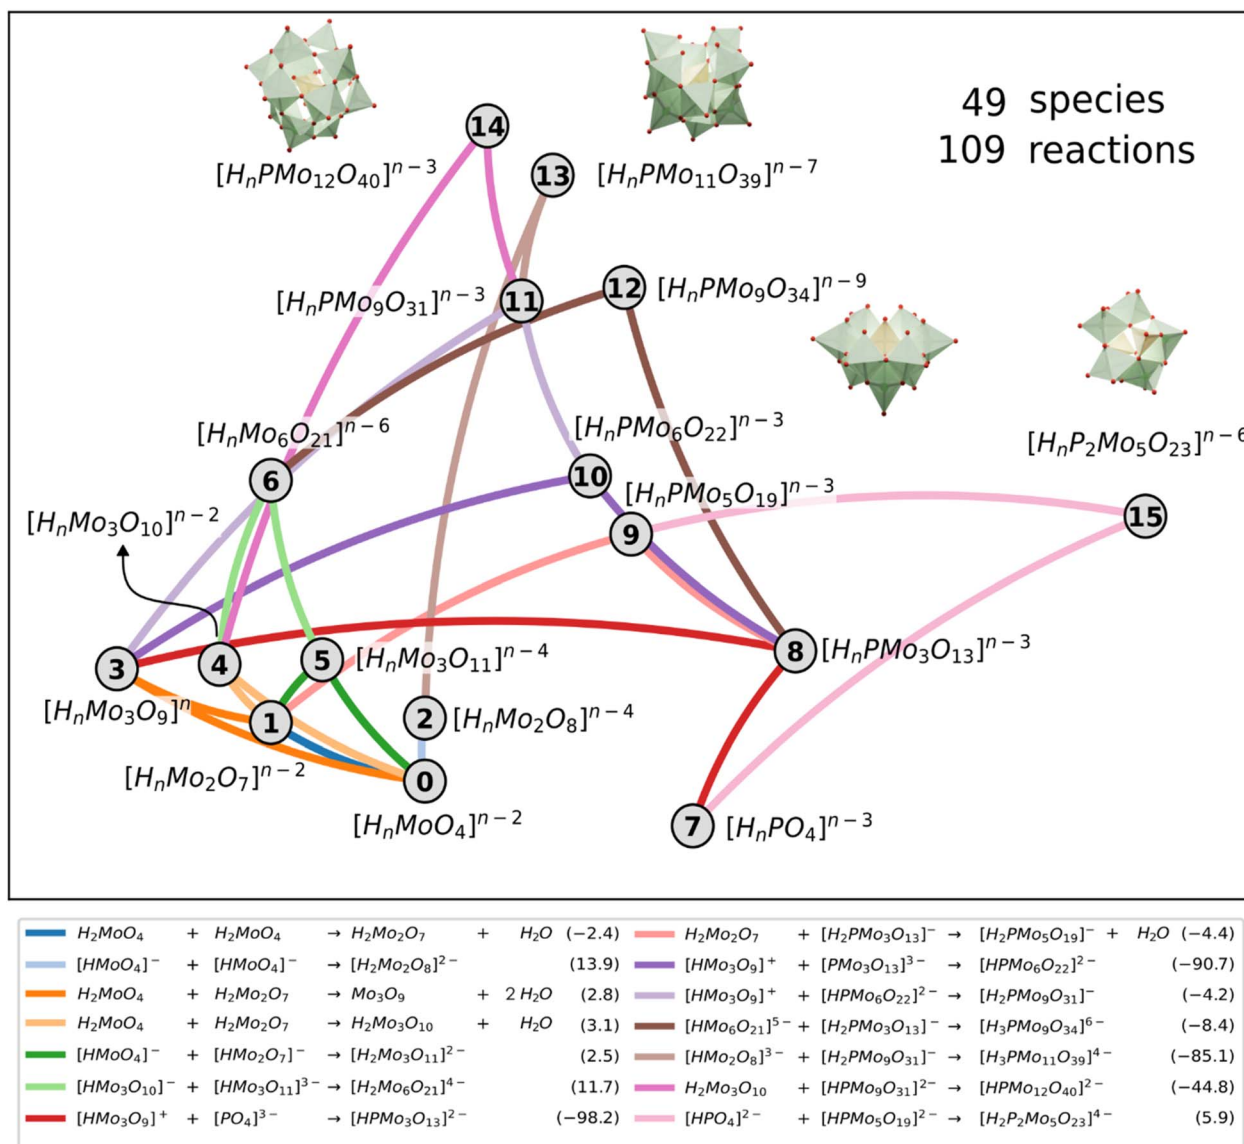 49 species
109 reactions
14
[HₙPMo₁₂O₄₀]ⁿ⁻³
13
[HₙPMo₁₁O₃₉]ⁿ⁻⁷
[HₙPMo₉O₃₁]ⁿ⁻³
11
12
[HₙPMo₉O₃₄]ⁿ⁻⁹
[HₙMo₆O₂₁]ⁿ⁻⁶
[HₙPMo₆O₂₂]ⁿ⁻³
[HₙP₂Mo₅O₂₃]ⁿ⁻⁶
6
10
[HₙPMo₅O₁₉]ⁿ⁻³
[HₙMo₃O₁₀]ⁿ⁻²
9
15
3
4
5
[HₙMo₃O₁₁]ⁿ⁻⁴
8
[HₙPMo₃O₁₃]ⁿ⁻³
[HₙMo₃O₉]ⁿ
1
2
[HₙMo₂O₈]ⁿ⁻⁴
[HₙMo₂O₇]ⁿ⁻²
0
[HₙMoO₄]ⁿ⁻²
7
[HₙPO₄]ⁿ⁻³
H₂MoO₄ + H₂MoO₄ → H₂Mo₂O₇ + H₂O (−2.4)
[HMoO₄]⁻ + [HMoO₄]⁻ → [H₂Mo₂O₈]²⁻ (13.9)
H₂MoO₄ + H₂Mo₂O₇ → Mo₃O₉ + 2 H₂O (2.8)
H₂MoO₄ + H₂Mo₂O₇ → H₂Mo₃O₁₀ + H₂O (3.1)
[HMoO₄]⁻ + [HMo₂O₇]⁻ → [H₂Mo₃O₁₁]²⁻ (2.5)
[HMo₃O₁₀]⁻ + [HMo₃O₁₁]³⁻ → [H₂Mo₆O₂₁]⁴⁻ (11.7)
[HMo₃O₉]⁺ + [PO₄]³⁻ → [HPMo₃O₁₃]²⁻ (−98.2)
H₂Mo₂O₇ + [H₂PMo₃O₁₃]⁻ → [H₂PMo₅O₁₉]⁻ + H₂O (−4.4)
[HMo₃O₉]⁺ + [PMo₃O₁₃]³⁻ → [HPMo₆O₂₂]²⁻ (−90.7)
[HMo₃O₉]⁺ + [HPMo₆O₂₂]²⁻ → [H₂PMo₉O₃₁]⁻ (−4.2)
[HMo₆O₂₁]⁵⁻ + [H₂PMo₃O₁₃]⁻ → [H₃PMo₉O₃₄]⁶⁻ (−8.4)
[HMo₂O₈]³⁻ + [H₂PMo₉O₃₁]⁻ → [H₃PMo₁₁O₃₉]⁴⁻ (−85.1)
H₂Mo₃O₁₀ + [HPMo₉O₃₁]²⁻ → [HPMo₁₂O₄₀]²⁻ (−44.8)
[HPO₄]²⁻ + [HPMo₅O₁₉]²⁻ → [H₂P₂Mo₅O₂₃]⁴⁻ (5.9)